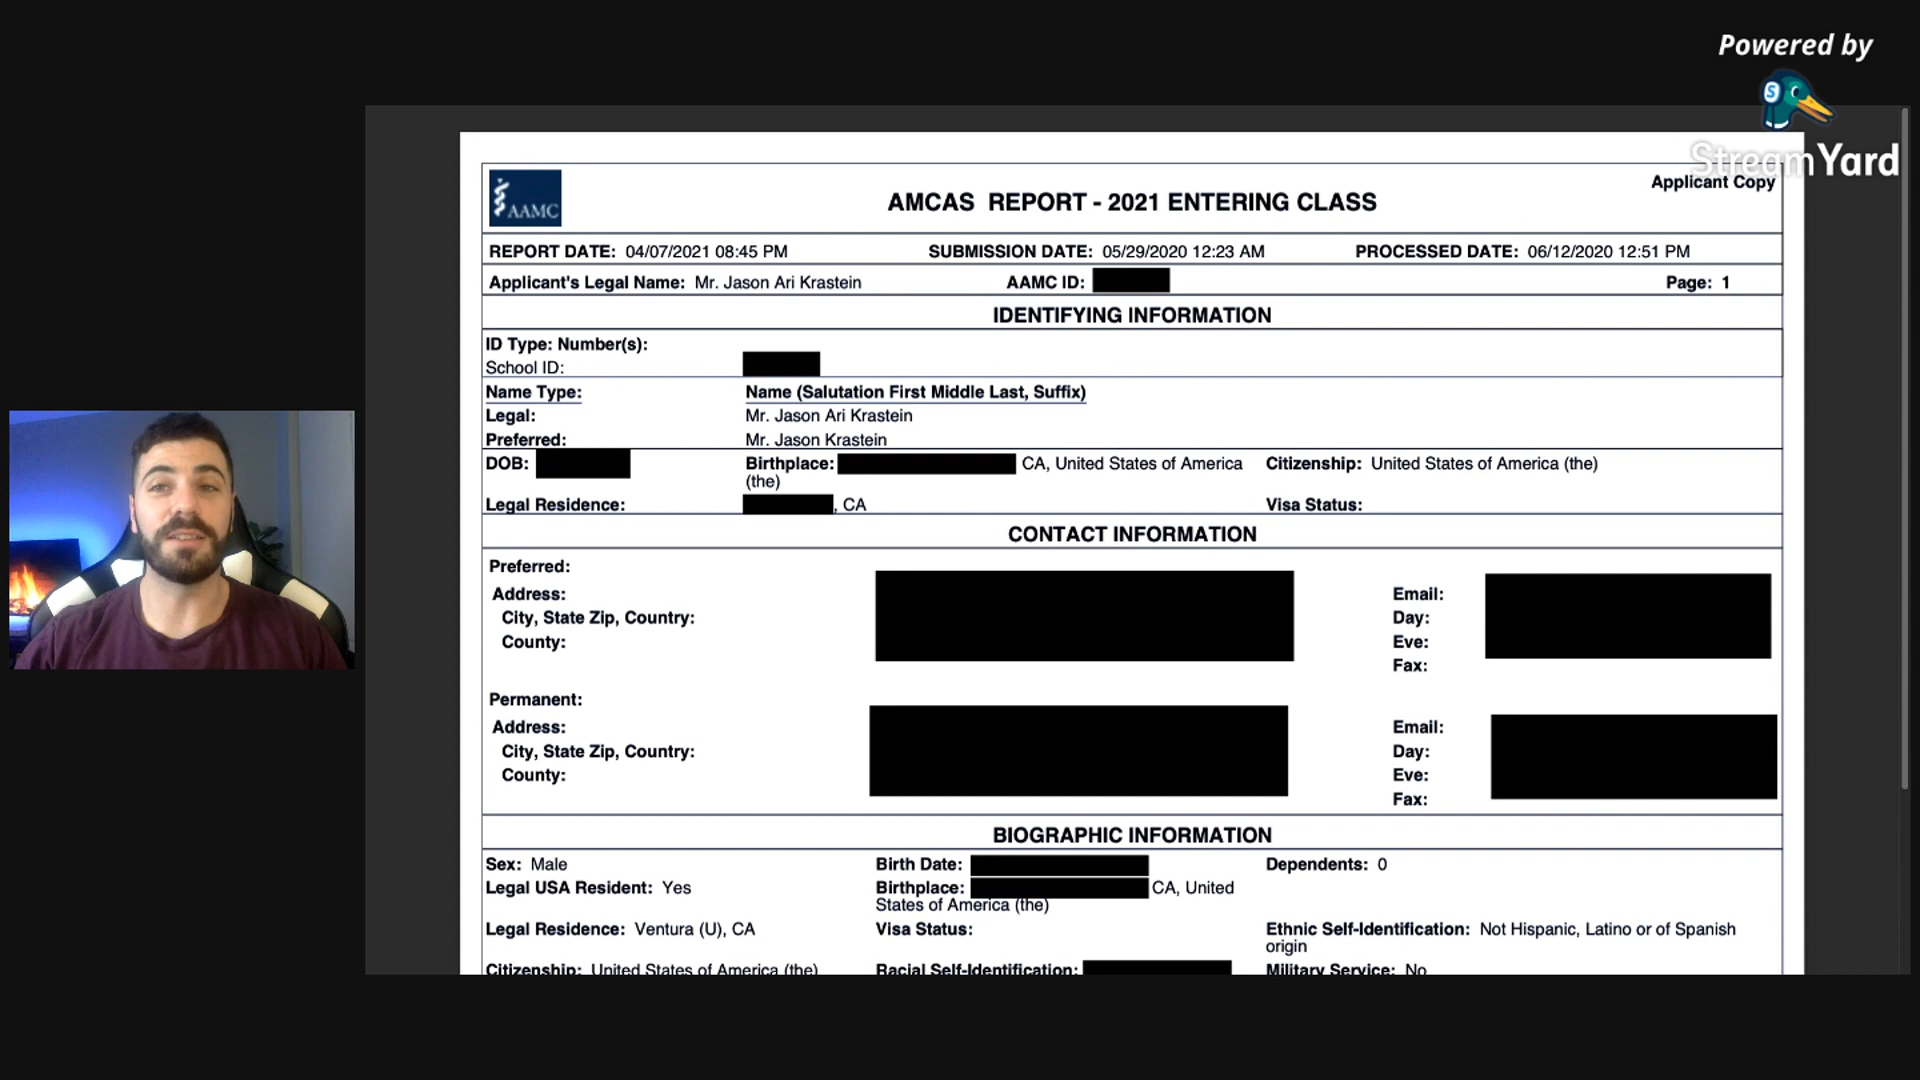 Powered by
StreamYard
AAMC
Applicant Copy
AMCAS REPORT - 2021 ENTERING CLASS
REPORT DATE: 04/07/2021 08:45 PM SUBMISSION DATE: 05/29/2020 12:23 AM PROCESSED DATE: 06/12/2020 12:51 PM
Applicant's Legal Name: Mr. Jason Ari Krastein AAMC ID: Page: 1
IDENTIFYING INFORMATION
ID Type: Number(s):
School ID:
Name Type: Name (Salutation First Middle Last, Suffix)
Legal: Mr. Jason Ari Krastein
Preferred: Mr. Jason Krastein
DOB: Birthplace: CA, United States of America Citizenship: United States of America (the)
(the)
Legal Residence: , CA Visa Status:
CONTACT INFORMATION
Preferred:
Address: Email:
City, State Zip, Country: Day:
County: Eve:
Fax:
Permanent:
Address: Email:
City, State Zip, Country: Day:
County: Eve:
Fax:
BIOGRAPHIC INFORMATION
Sex: Male Birth Date: Dependents: 0
Legal USA Resident: Yes Birthplace: CA, United
States of America (the)
Legal Residence: Ventura (U), CA Visa Status: Ethnic Self-Identification: Not Hispanic, Latino or of Spanish
origin
Citizenship: United States of America (the) Racial Self-Identification: Military Service: No